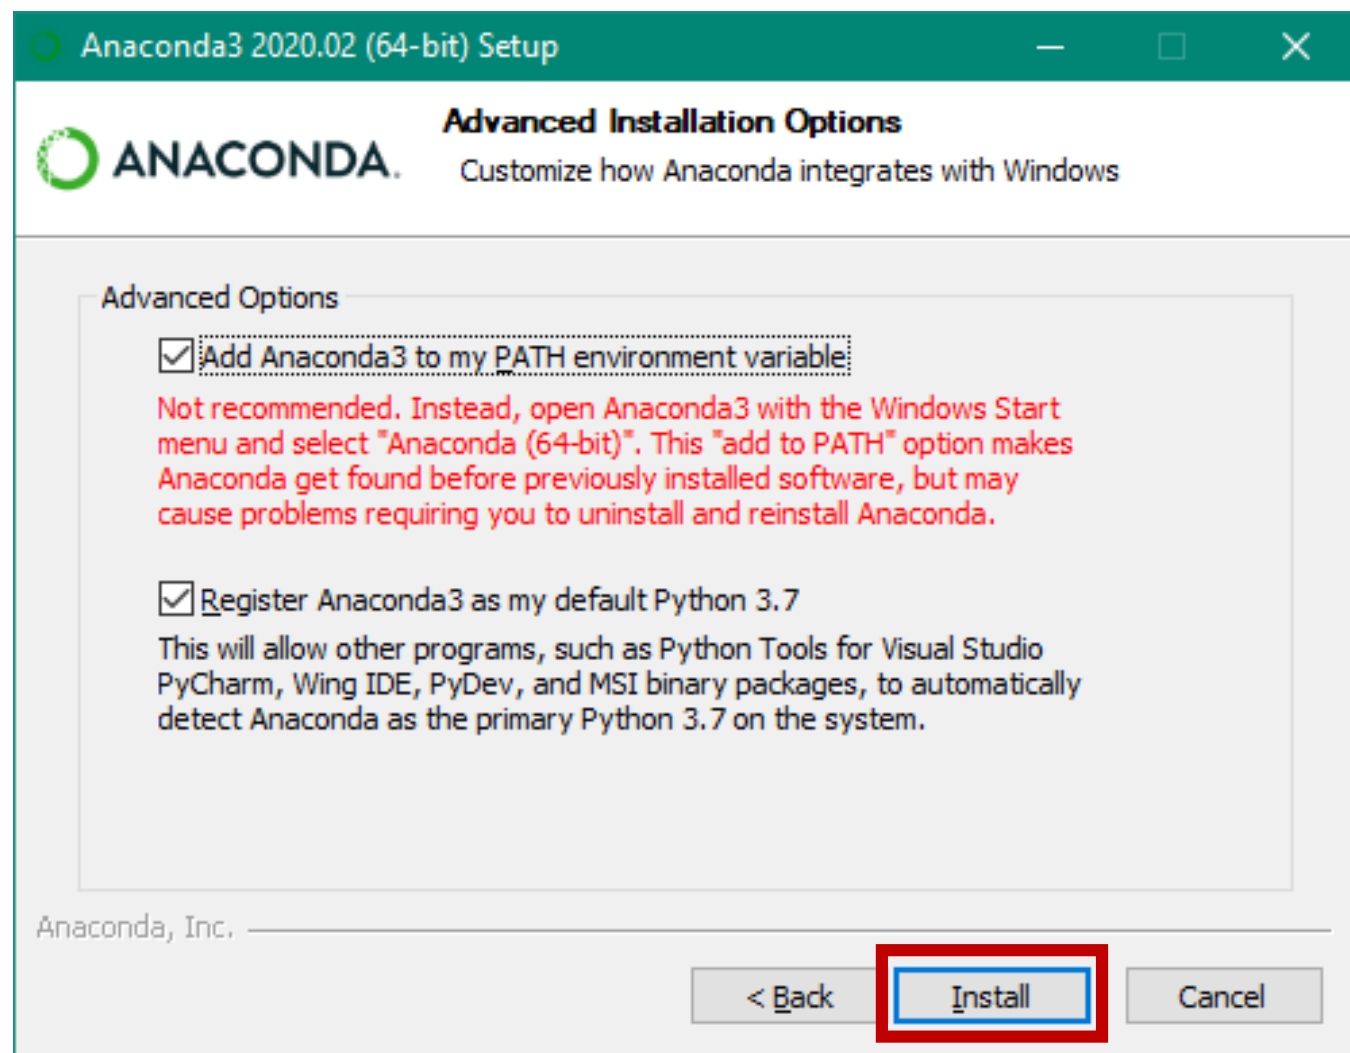 Anaconda3 2020.02 (64-bit) Setup
ANACONDA.
Advanced Installation Options
Customize how Anaconda integrates with Windows
Advanced Options
Add Anaconda3 to my PATH environment variable
Not recommended. Instead, open Anaconda3 with the Windows Start
menu and select "Anaconda (64-bit)". This "add to PATH" option makes
Anaconda get found before previously installed software, but may
cause problems requiring you to uninstall and reinstall Anaconda.
Register Anaconda3 as my default Python 3.7
This will allow other programs, such as Python Tools for Visual Studio
PyCharm, Wing IDE, PyDev, and MSI binary packages, to automatically
detect Anaconda as the primary Python 3.7 on the system.
Anaconda, Inc.
< Back
Install
Cancel